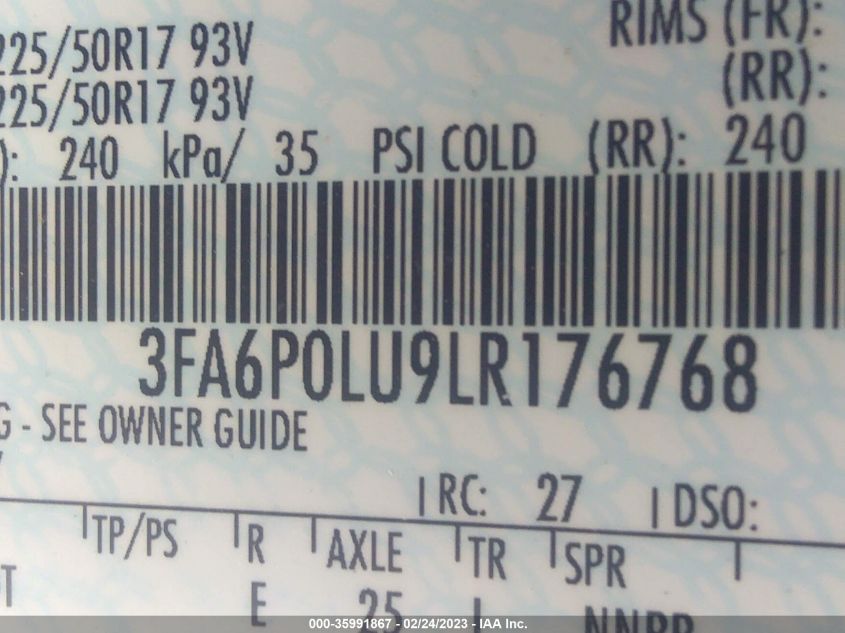 225/50R17 93V RIMS (FR):
225/50R17 93V (RR):
): 240 kPa/ 35 PSI COLD (RR): 240
3FA6P0LU9LR176768
G - SEE OWNER GUIDE
RC: 27 DSO:
TP/PS R AXLE TR SPR
E 25
000-35991867 - 02/24/2023 - IAA Inc.